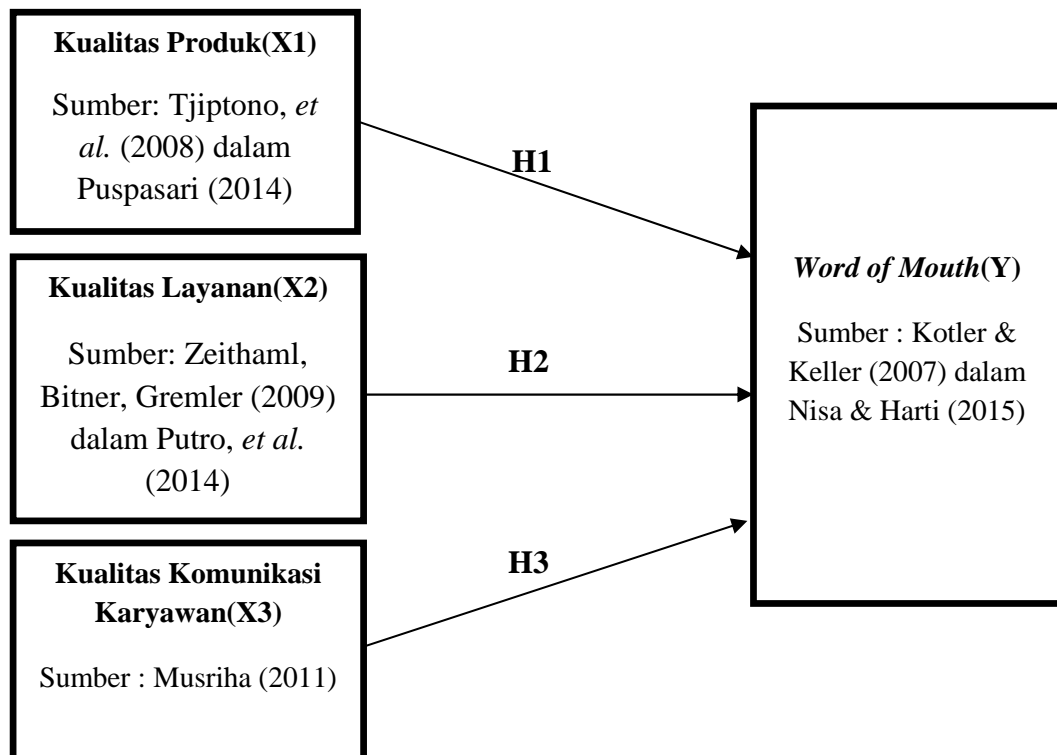 Kualitas Produk(X1)
Sumber: Tjiptono, et
al. (2008) dalam
Puspasari (2014)
H1
Kualitas Layanan(X2)
Sumber: Zeithaml,
Bitner, Gremler (2009)
dalam Putro, et al.
(2014)
H2
Kualitas Komunikasi
Karyawan(X3)
Sumber : Musriha (2011)
H3
Word of Mouth(Y)
Sumber : Kotler &
Keller (2007) dalam
Nisa & Harti (2015)